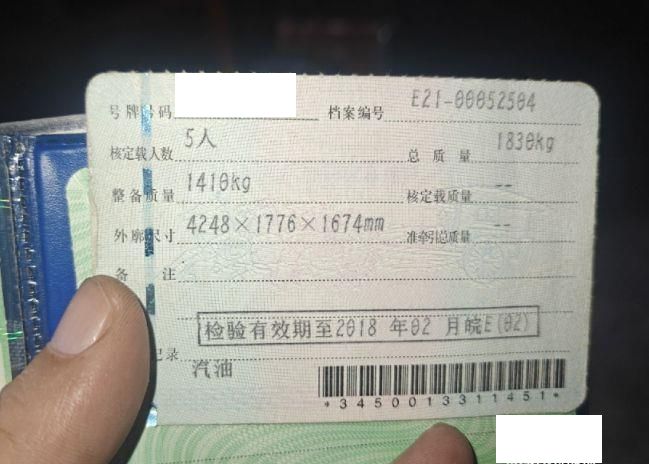 号牌号码 档案编号 E21-00052504
核定载人数 5人 总质量 1830kg
整备质量 1410kg 核定载质量 --
外廓尺寸 4248×1776×1674mm 准牵引总质量 --
备注
检验有效期至2018年02月皖E(02)
记录 汽油
*3450013311451*